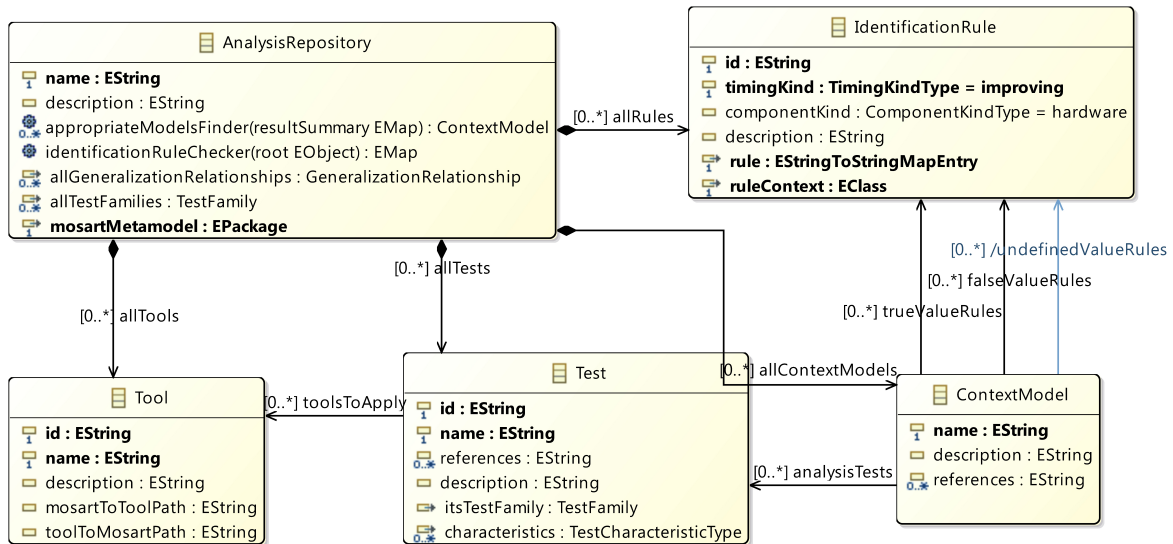 AnalysisRepository
name : EString
description : EString
appropriateModelsFinder(resultSummary EMap) : ContextModel
identificationRuleChecker(root EObject) : EMap
allGeneralizationRelationships : GeneralizationRelationship
allTestFamilies : TestFamily
mosartMetamodel : EPackage
[0..*] allRules
IdentificationRule
id : EString
timingKind : TimingKindType = improving
componentKind : ComponentKindType = hardware
description : EString
rule : EStringToStringMapEntry
ruleContext : EClass
[0..*] /undefinedValueRules
[0..*] falseValueRules
[0..*] trueValueRules
[0..*] allTests
[0..*] allTools
[0..*] allContextModels
Tool
id : EString
name : EString
description : EString
mosartToToolPath : EString
toolToMosartPath : EString
[0..*] toolsToApply
Test
id : EString
name : EString
references : EString
description : EString
itsTestFamily : TestFamily
characteristics : TestCharacteristicType
[0..*] analysisTests
ContextModel
name : EString
description : EString
references : EString